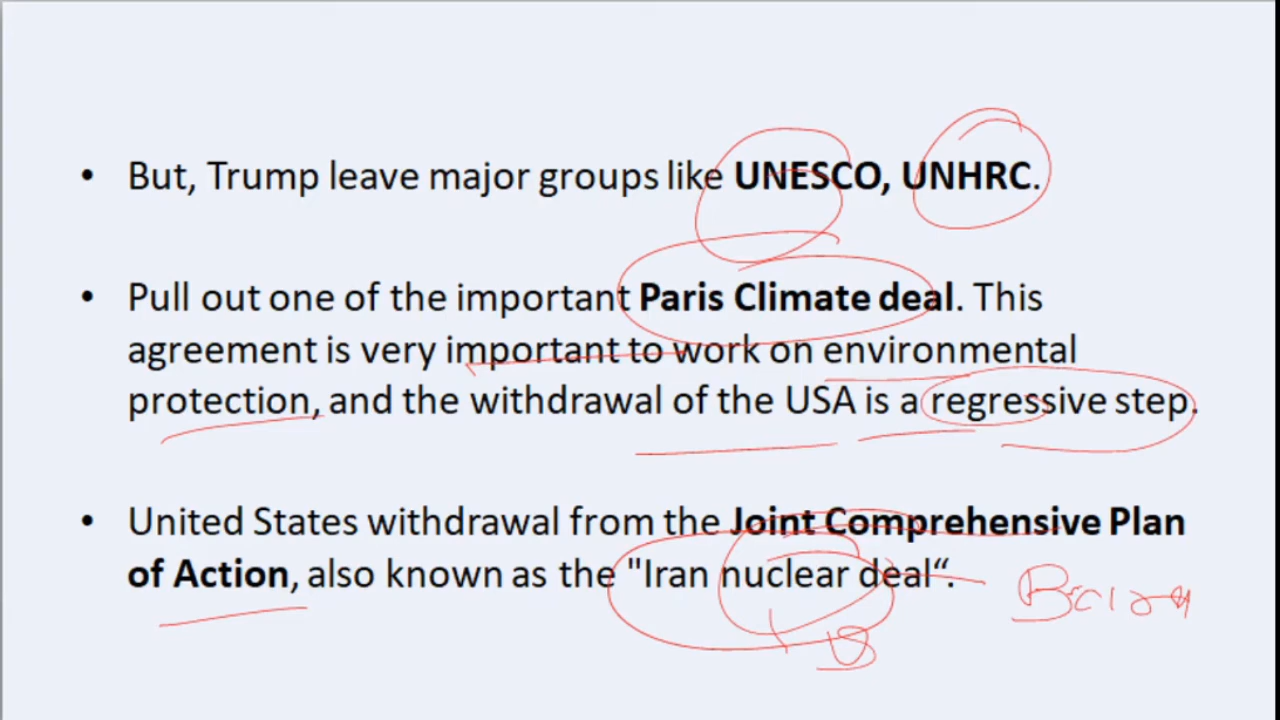 • But, Trump leave major groups like UNESCO, UNHRC.
• Pull out one of the important Paris Climate deal. This
agreement is very important to work on environmental
protection, and the withdrawal of the USA is a regressive step.
• United States withdrawal from the Joint Comprehensive Plan
of Action, also known as the "Iran nuclear deal“.